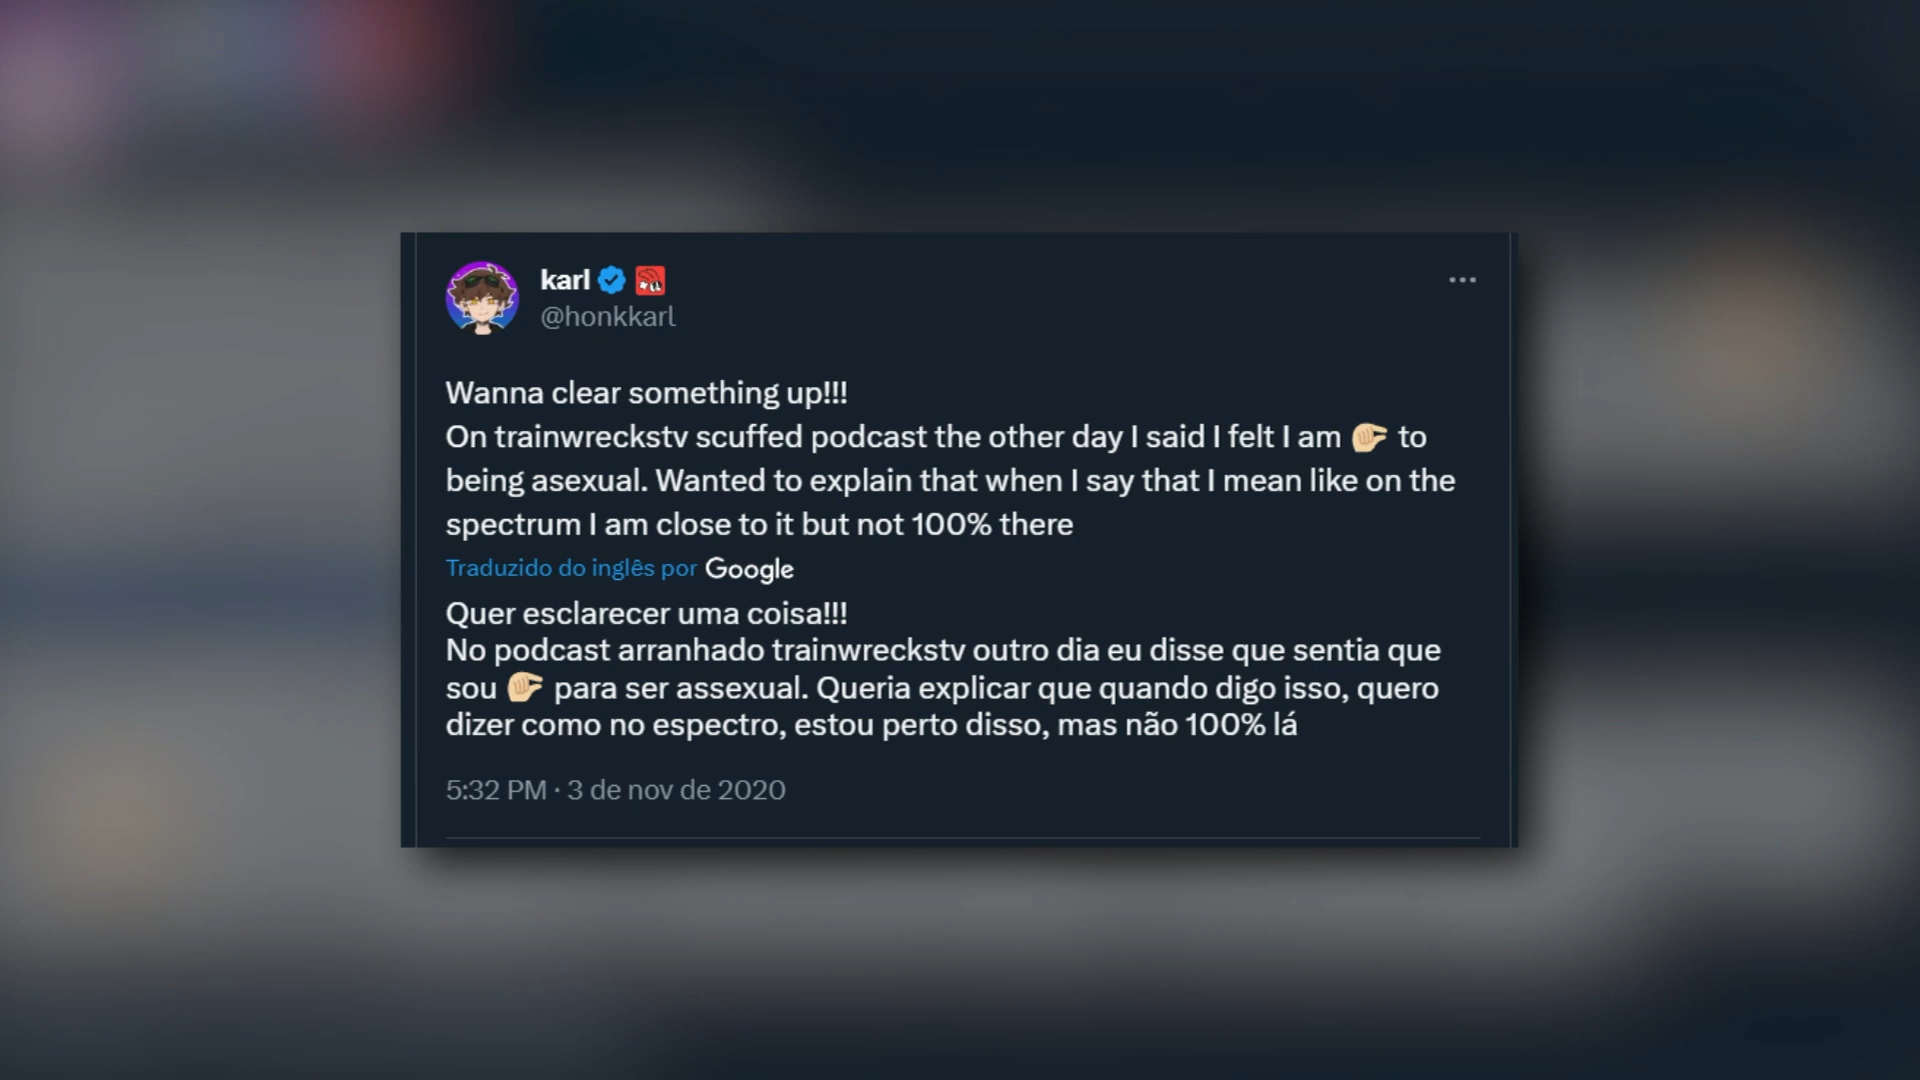 karl
@honkkarl
Wanna clear something up!!!
On trainwreckstv scuffed podcast the other day I said I felt I am 🤏🏼 to
being asexual. Wanted to explain that when I say that I mean like on the
spectrum I am close to it but not 100% there
Traduzido do inglês por Google
Quer esclarecer uma coisa!!!
No podcast arranhado trainwreckstv outro dia eu disse que sentia que
sou 🤏🏼 para ser assexual. Queria explicar que quando digo isso, quero
dizer como no espectro, estou perto disso, mas não 100% lá
5:32 PM · 3 de nov de 2020